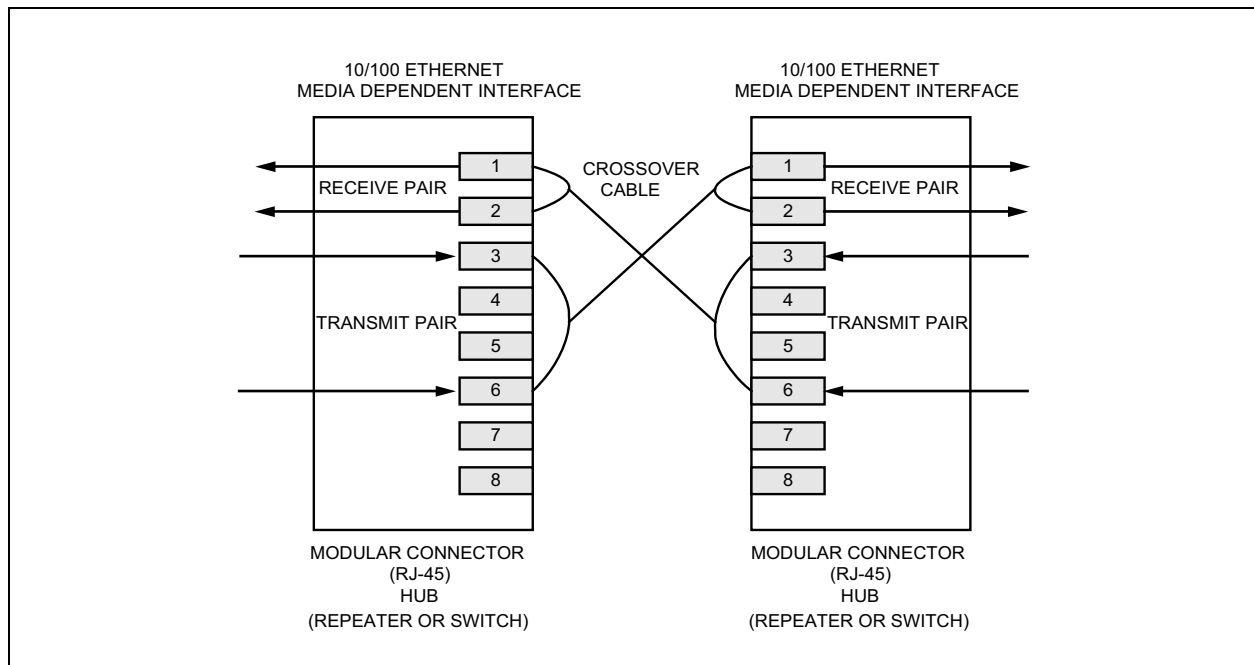 10/100 ETHERNET
MEDIA DEPENDENT INTERFACE
10/100 ETHERNET
MEDIA DEPENDENT INTERFACE
1
RECEIVE PAIR
2
3
4
TRANSMIT PAIR
5
6
7
8
CROSSOVER
CABLE
1
RECEIVE PAIR
2
3
4
TRANSMIT PAIR
5
6
7
8
MODULAR CONNECTOR
(RJ-45)
HUB
(REPEATER OR SWITCH)
MODULAR CONNECTOR
(RJ-45)
HUB
(REPEATER OR SWITCH)